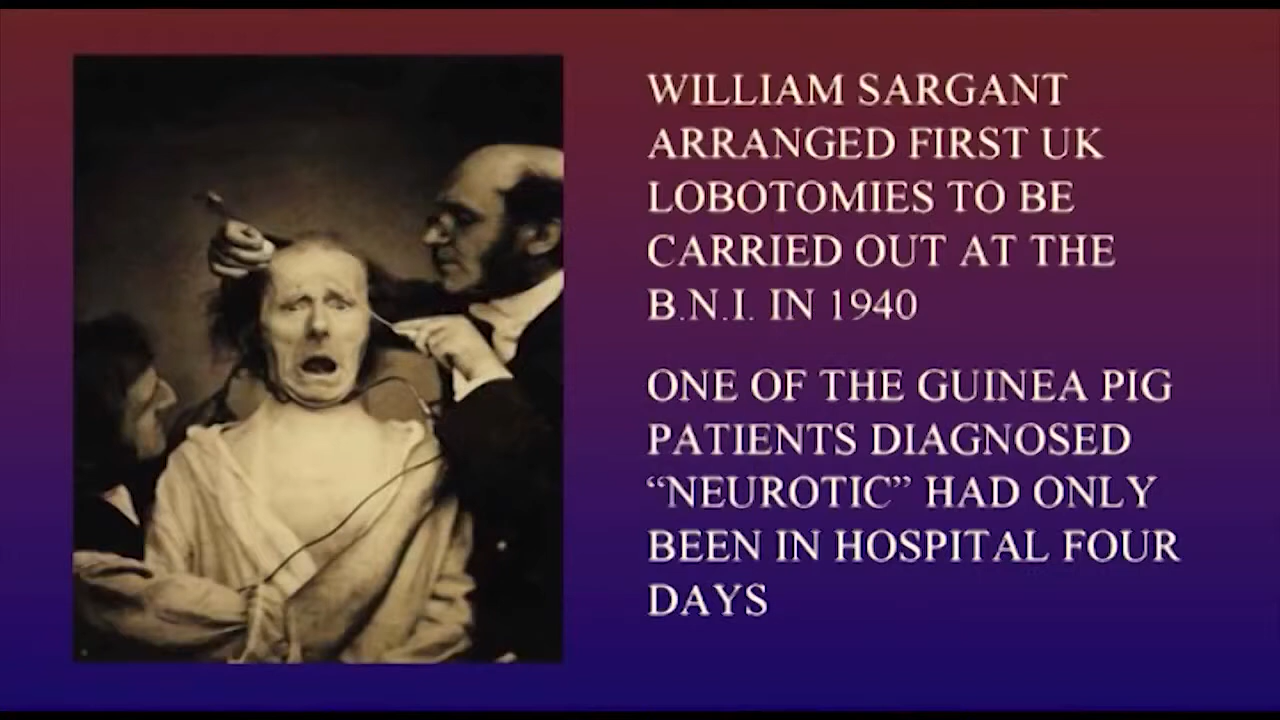 WILLIAM SARGANT
ARRANGED FIRST UK
LOBOTOMIES TO BE
CARRIED OUT AT THE
B.N.I. IN 1940
ONE OF THE GUINEA PIG
PATIENTS DIAGNOSED
“NEUROTIC” HAD ONLY
BEEN IN HOSPITAL FOUR
DAYS